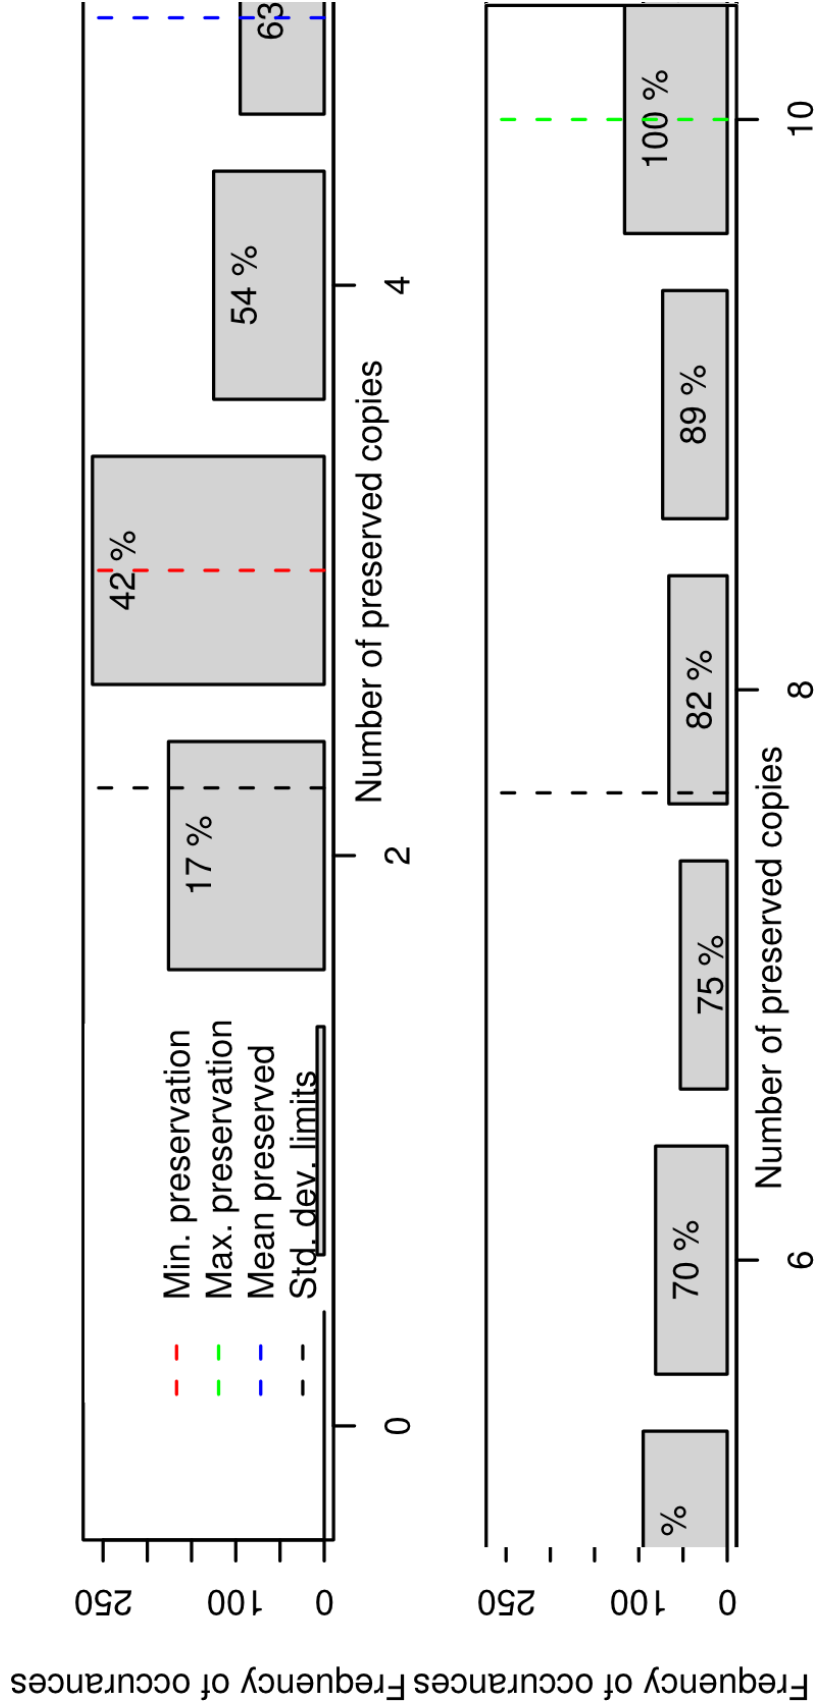 Frequency of occurances
0
100
250
Min. preservation
Max. preservation
Mean preserved
Std. dev. limits
17 %
42 %
54 %
63
0
2
4
Number of preserved copies
Frequency of occurances
0
100
250
%
70 %
75 %
82 %
89 %
100 %
6
8
10
Number of preserved copies